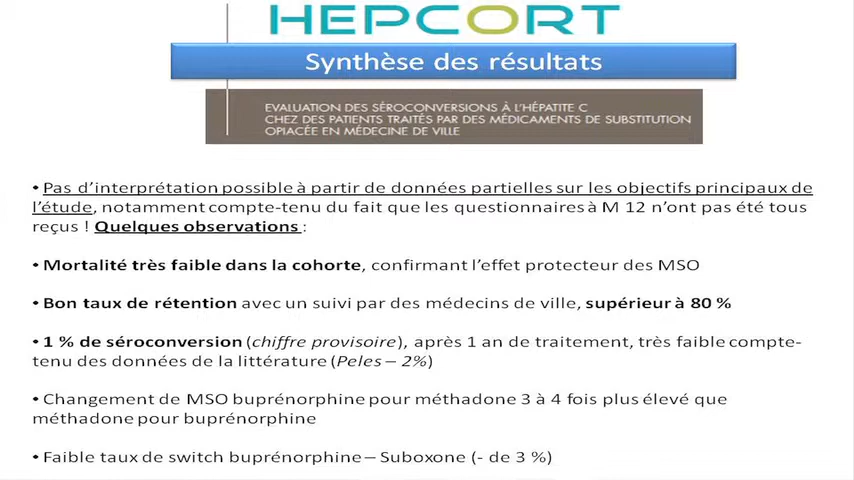 HEPCORT
Synthèse des résultats
EVALUATION DES SÉROCONVERSIONS À L'HÉPATITE C
CHEZ DES PATIENTS TRAITÉS PAR DES MÉDICAMENTS DE SUBSTITUTION
OPIACÉE EN MÉDECINE DE VILLE
• Pas d'interprétation possible à partir de données partielles sur les objectifs principaux de
l'étude, notamment compte-tenu du fait que les questionnaires à M 12 n'ont pas été tous
reçus ! Quelques observations :
• Mortalité très faible dans la cohorte, confirmant l'effet protecteur des MSO
• Bon taux de rétention avec un suivi par des médecins de ville, supérieur à 80 %
• 1 % de séroconversion (chiffre provisoire), après 1 an de traitement, très faible compte-
tenu des données de la littérature (Peles – 2%)
• Changement de MSO buprénorphine pour méthadone 3 à 4 fois plus élevé que
méthadone pour buprénorphine
• Faible taux de switch buprénorphine – Suboxone (- de 3 %)